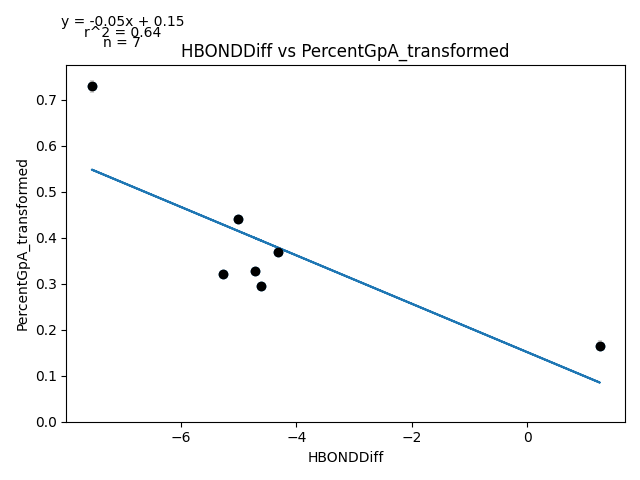 y = -0.05x + 0.15
r^2 = 0.64
n = 7
HBONDDiff vs PercentGpA_transformed
PercentGpA_transformed
0.7
0.6
0.5
0.4
0.3
0.2
0.1
0.0
−6
−4
−2
0
HBONDDiff